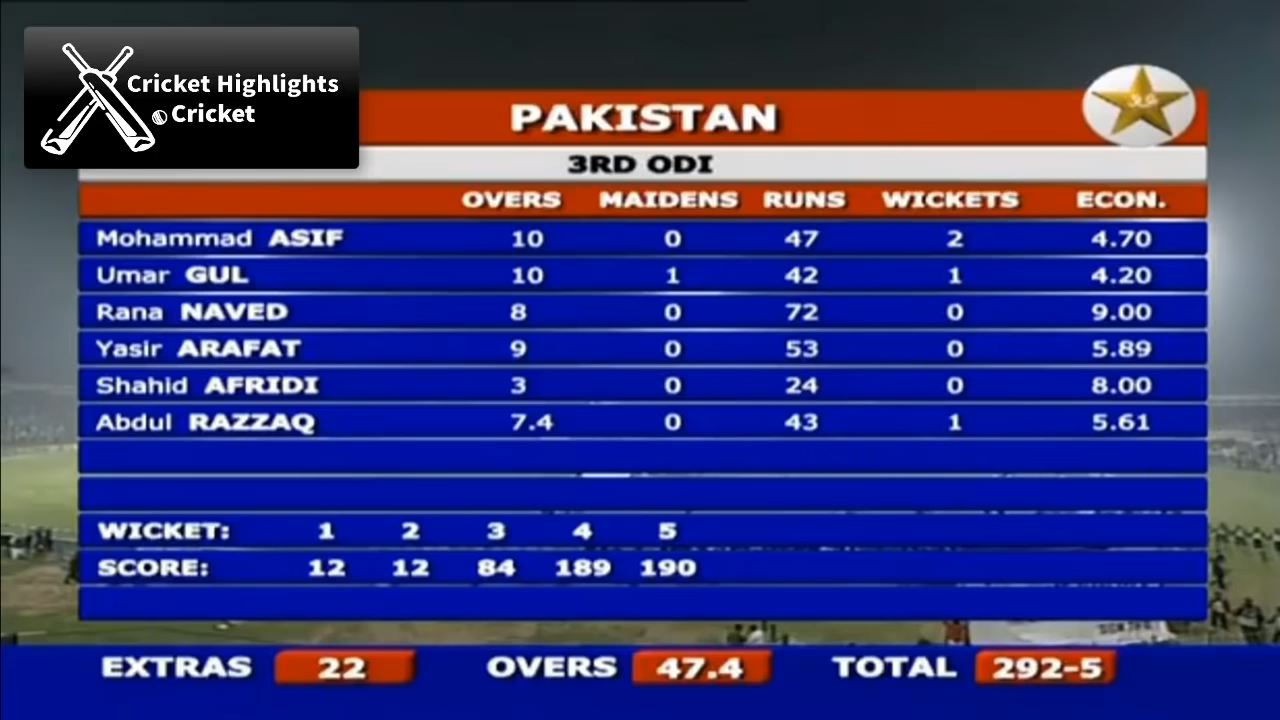 Cricket Highlights
Cricket
PAKISTAN
3RD ODI
OVERS MAIDENS RUNS WICKETS ECON.
Mohammad ASIF 10 0 47 2 4.70
Umar GUL 10 1 42 1 4.20
Rana NAVED 8 0 72 0 9.00
Yasir ARAFAT 9 0 53 0 5.89
Shahid AFRIDI 3 0 24 0 8.00
Abdul RAZZAQ 7.4 0 43 1 5.61
WICKET: 1 2 3 4 5
SCORE: 12 12 84 189 190
EXTRAS 22 OVERS 47.4 TOTAL 292-5